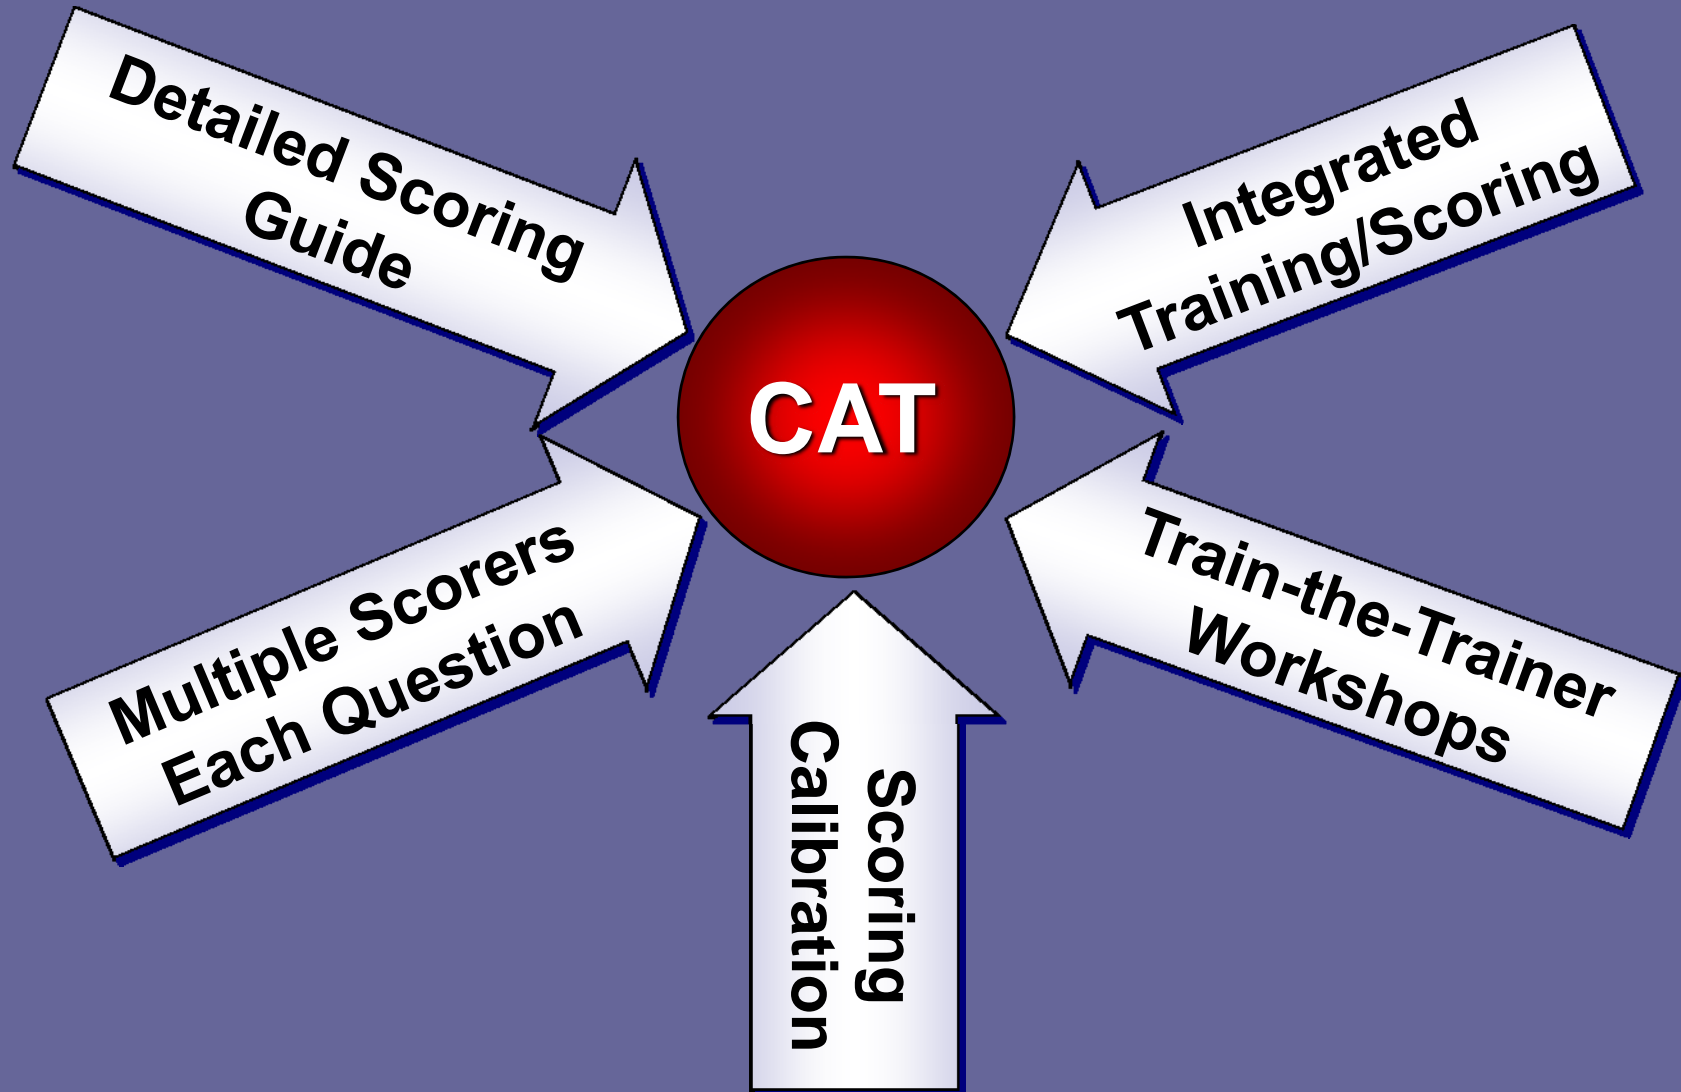 Detailed Scoring
Guide
Integrated
Training/Scoring
CAT
Multiple Scorers
Each Question
Train-the-Trainer
Workshops
Scoring
Calibration